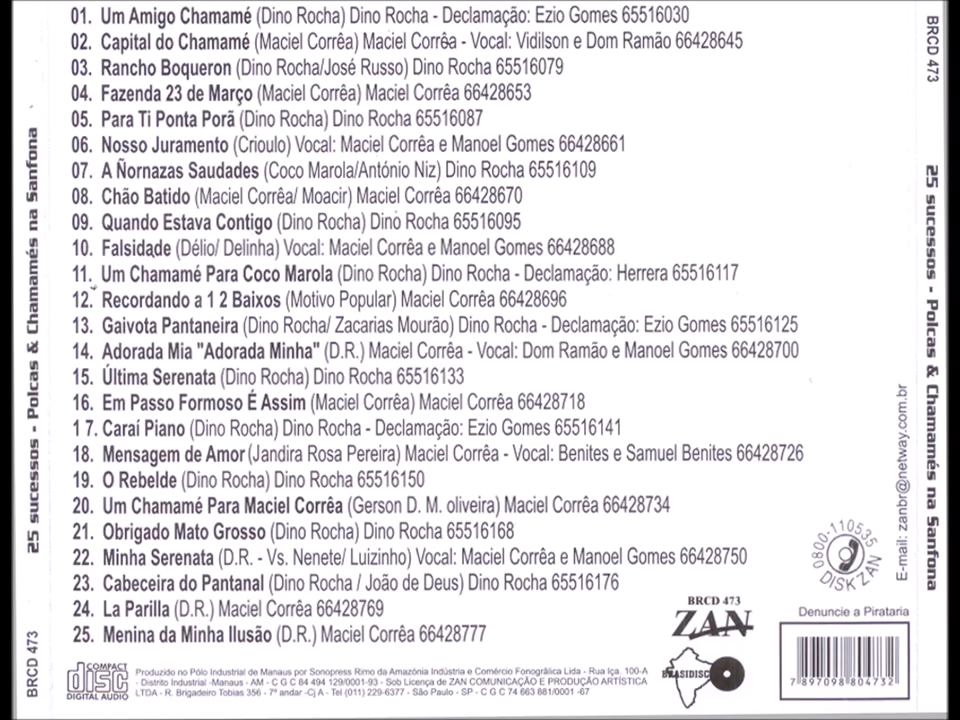 01. Um Amigo Chamamé (Dino Rocha) Dino Rocha - Declamação: Ezio Gomes 65516030
02. Capital do Chamamé (Maciel Corrêa) Maciel Corrêa - Vocal: Vidilson e Dom Ramão 66428645
03. Rancho Boqueron (Dino Rocha/José Russo) Dino Rocha 65516079
04. Fazenda 23 de Março (Maciel Corrêa) Maciel Corrêa 66428653
05. Para Ti Ponta Porã (Dino Rocha) Dino Rocha 65516087
06. Nosso Juramento (Crioulo) Vocal: Maciel Corrêa e Manoel Gomes 66428661
07. A Ñornazas Saudades (Coco Marola/António Niz) Dino Rocha 65516109
08. Chão Batido (Maciel Corrêa/ Moacir) Maciel Corrêa 66428670
09. Quando Estava Contigo (Dino Rocha) Dino Rocha 65516095
10. Falsidade (Délio/ Delinha) Vocal: Maciel Corrêa e Manoel Gomes 66428688
11. Um Chamamé Para Coco Marola (Dino Rocha) Dino Rocha - Declamação: Herrera 65516117
12. Recordando a 1 2 Baixos (Motivo Popular) Maciel Corrêa 66428696
13. Gaivota Pantaneira (Dino Rocha/ Zacarias Mourão) Dino Rocha - Declamação: Ezio Gomes 65516125
14. Adorada Mia "Adorada Minha" (D.R.) Maciel Corrêa - Vocal: Dom Ramão e Manoel Gomes 66428700
15. Última Serenata (Dino Rocha) Dino Rocha 65516133
16. Em Passo Formoso É Assim (Maciel Corrêa) Maciel Corrêa 66428718
1 7. Caraí Piano (Dino Rocha) Dino Rocha - Declamação: Ezio Gomes 65516141
18. Mensagem de Amor (Jandira Rosa Pereira) Maciel Corrêa - Vocal: Benites e Samuel Benites 66428726
19. O Rebelde (Dino Rocha) Dino Rocha 65516150
20. Um Chamamé Para Maciel Corrêa (Gerson D. M. oliveira) Maciel Corrêa 66428734
21. Obrigado Mato Grosso (Dino Rocha) Dino Rocha 65516168
22. Minha Serenata (D.R. - Vs. Nenete/ Luizinho) Vocal: Maciel Corrêa e Manoel Gomes 66428750
23. Cabeceira do Pantanal (Dino Rocha / João de Deus) Dino Rocha 65516176
24. La Parilla (D.R.) Maciel Corrêa 66428769
25. Menina da Minha Ilusão (D.R.) Maciel Corrêa 66428777
25 sucessos - Polcas & Chamamés na Sanfona
BRCD 473
BRCD 473
25 sucessos - Polcas & Chamamés na Sanfona
E-mail: zanbr@netway.com.br
0800-110535
DISK ZAN
BRCD 473
ZAN
BRASIDISC
Denuncie a Pirataria
7 897098 804732
COMPACT
disc
DIGITAL AUDIO
Produzido no Pólo Industrial de Manaus por Sonopress Rimo da Amazônia Indústria e Comércio Fonográfica Ltda - Rua Iça. 100-A
- Distrito Industrial -Manaus - AM - C G C 84 494 129/0001-93 - Sob Licença de ZAN COMUNICAÇÃO E PRODUÇÃO ARTÍSTICA
LTDA - R. Brigadeiro Tobias 356 - 7º andar -Cj A - Tel (011) 229-6377 - São Paulo - SP - C G C 74 663 881/0001 -67